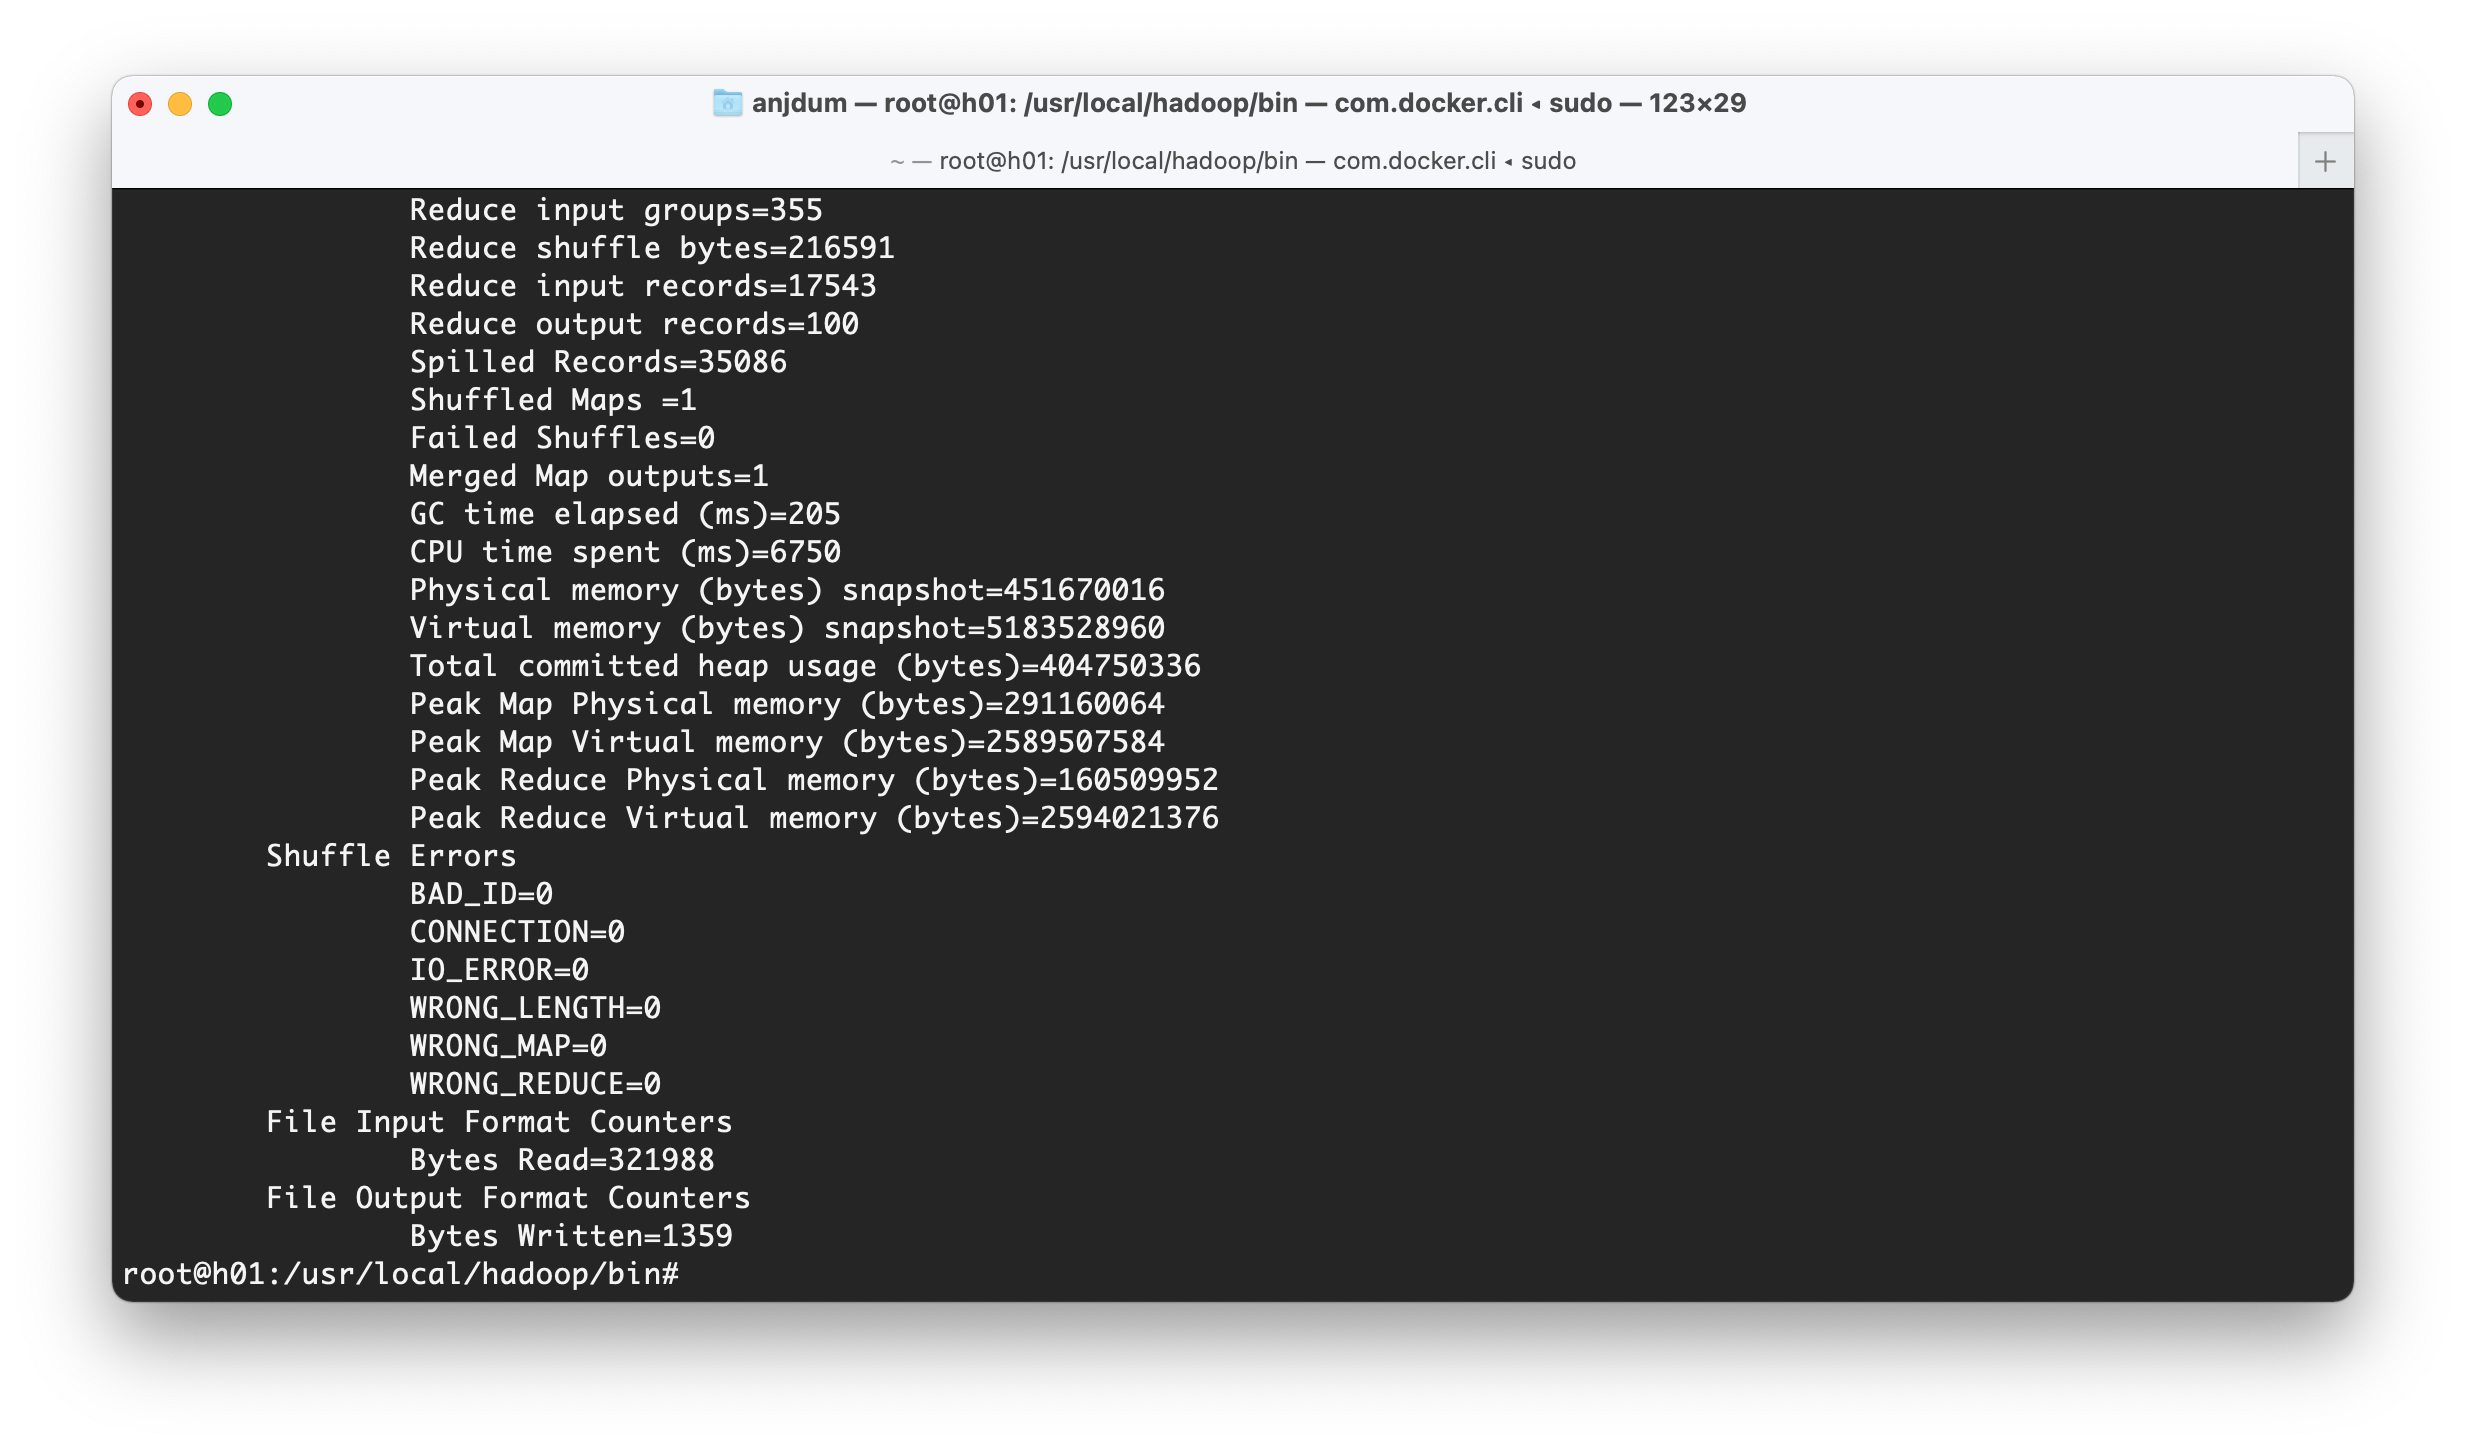 anjdum — root@h01: /usr/local/hadoop/bin — com.docker.cli ◂ sudo — 123×29
~ — root@h01: /usr/local/hadoop/bin — com.docker.cli ◂ sudo
+
Reduce input groups=355
Reduce shuffle bytes=216591
Reduce input records=17543
Reduce output records=100
Spilled Records=35086
Shuffled Maps =1
Failed Shuffles=0
Merged Map outputs=1
GC time elapsed (ms)=205
CPU time spent (ms)=6750
Physical memory (bytes) snapshot=451670016
Virtual memory (bytes) snapshot=5183528960
Total committed heap usage (bytes)=404750336
Peak Map Physical memory (bytes)=291160064
Peak Map Virtual memory (bytes)=2589507584
Peak Reduce Physical memory (bytes)=160509952
Peak Reduce Virtual memory (bytes)=2594021376
Shuffle Errors
BAD_ID=0
CONNECTION=0
IO_ERROR=0
WRONG_LENGTH=0
WRONG_MAP=0
WRONG_REDUCE=0
File Input Format Counters
Bytes Read=321988
File Output Format Counters
Bytes Written=1359
root@h01:/usr/local/hadoop/bin#